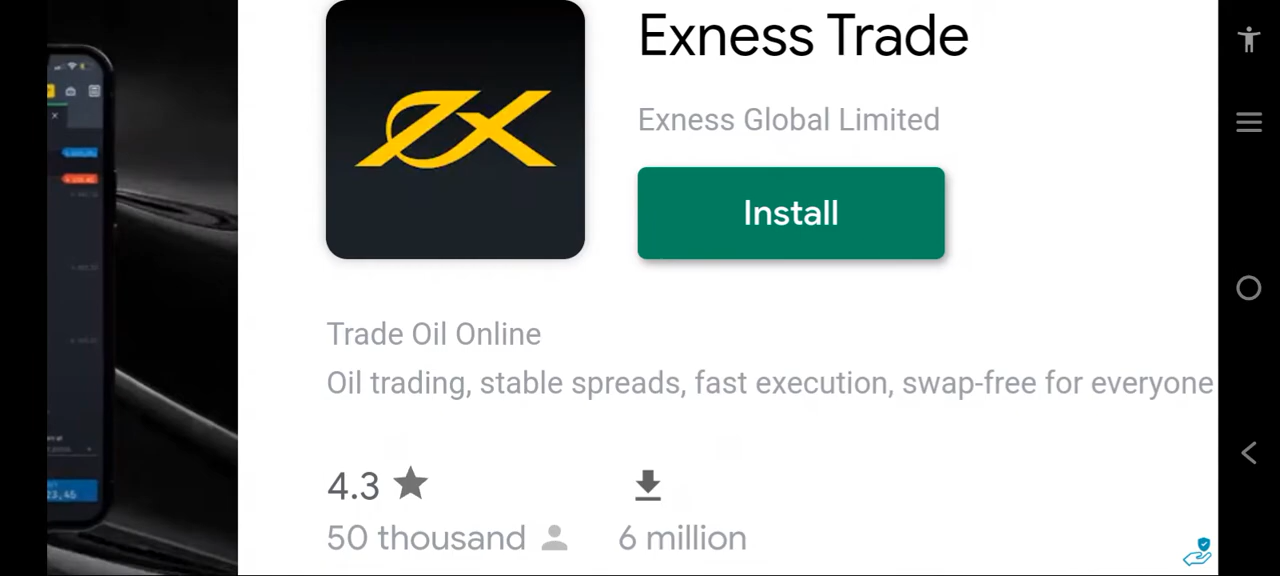 Exness Trade
Exness Global Limited
Install
Trade Oil Online
Oil trading, stable spreads, fast execution, swap-free for everyone
4.3
50 thousand
6 million